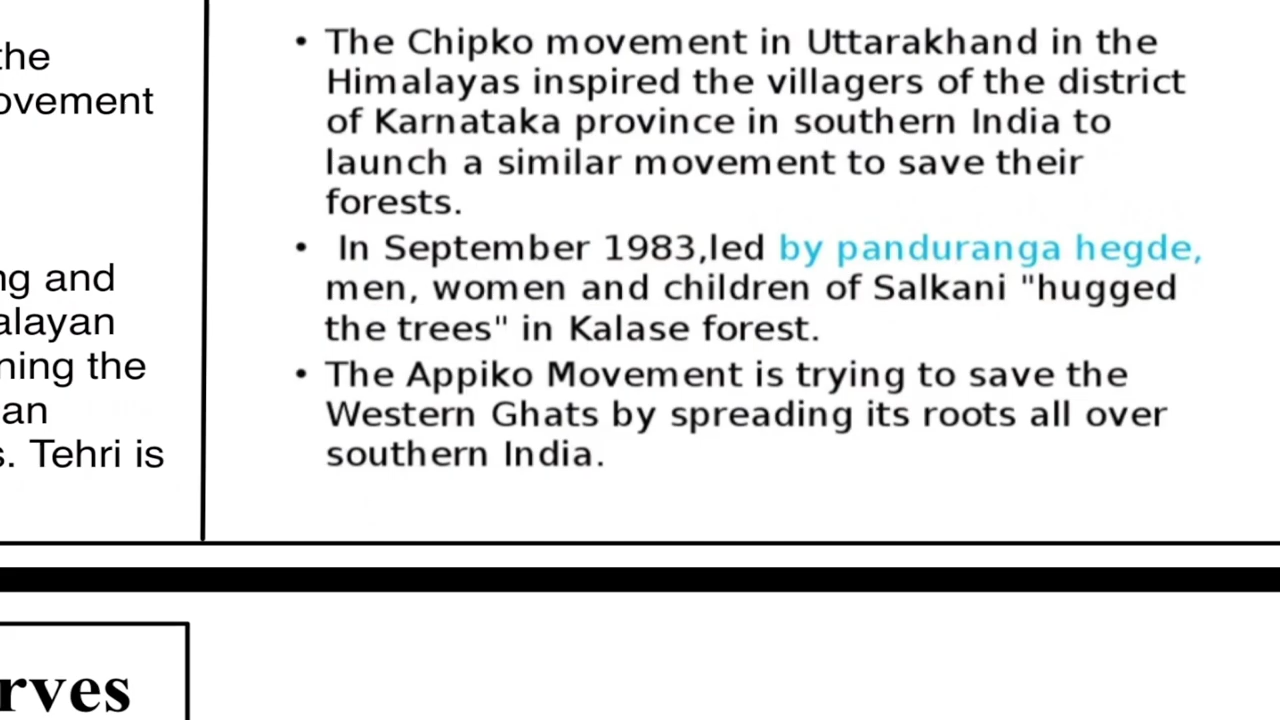 the
ovement
ng and
alayan
ning the
an
s. Tehri is
• The Chipko movement in Uttarakhand in the
Himalayas inspired the villagers of the district
of Karnataka province in southern India to
launch a similar movement to save their
forests.
• In September 1983,led by panduranga hegde,
men, women and children of Salkani "hugged
the trees" in Kalase forest.
• The Appiko Movement is trying to save the
Western Ghats by spreading its roots all over
southern India.
rves